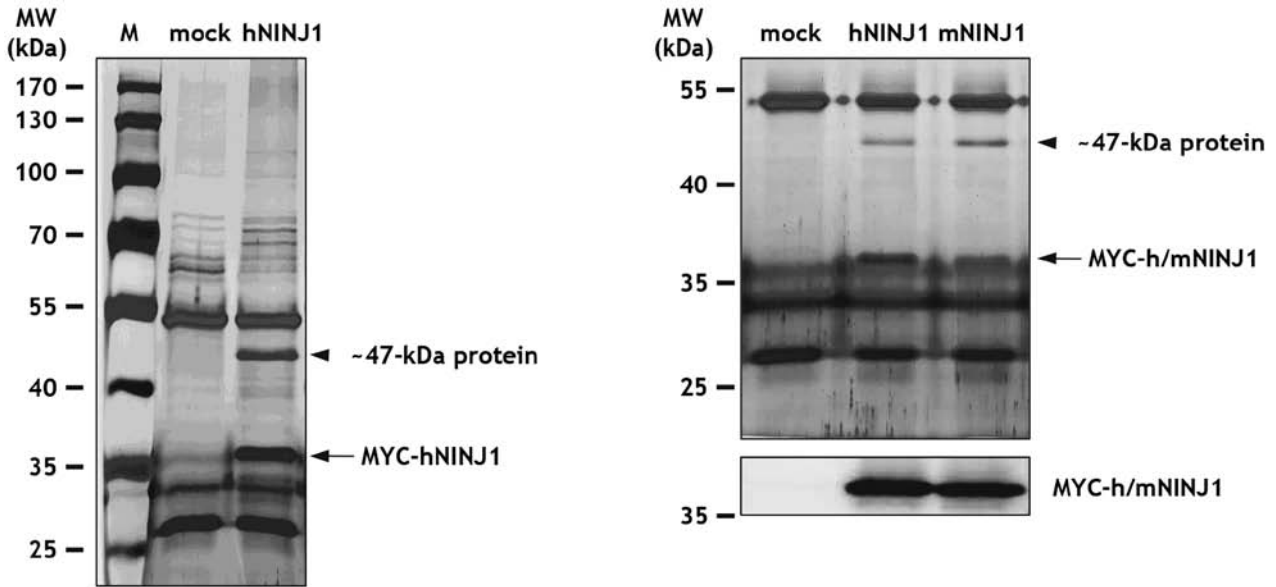 MW
(kDa)
M mock hNINJ1
170
130
100
70
55
40
35
25
~47-kDa protein
MYC-hNINJ1
MW
(kDa)
mock hNINJ1 mNINJ1
55
40
35
25
~47-kDa protein
MYC-h/mNINJ1
35
MYC-h/mNINJ1